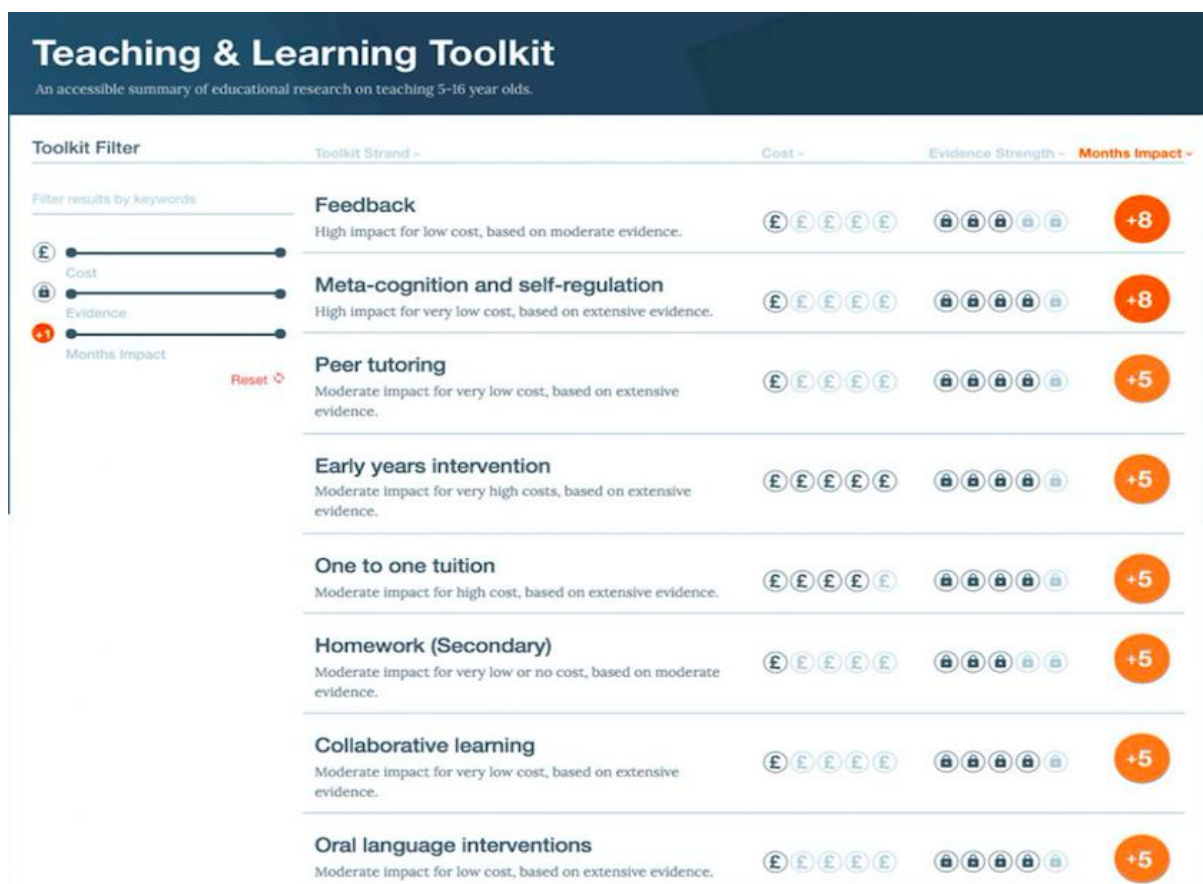 Teaching & Learning Toolkit
An accessible summary of educational research on teaching 5-16 year olds.
Toolkit Filter
Toolkit Strand
Cost
Evidence Strength
Months Impact
Filter results by keywords
£
Cost
Evidence
+1
Months Impact
Reset
Feedback
High impact for low cost, based on moderate evidence.
£ £ £ £ £
+8
Meta-cognition and self-regulation
High impact for very low cost, based on extensive evidence.
£ £ £ £ £
+8
Peer tutoring
Moderate impact for very low cost, based on extensive
evidence.
£ £ £ £ £
+5
Early years intervention
Moderate impact for very high costs, based on extensive
evidence.
£ £ £ £ £
+5
One to one tuition
Moderate impact for high cost, based on extensive evidence.
£ £ £ £ £
+5
Homework (Secondary)
Moderate impact for very low or no cost, based on moderate
evidence.
£ £ £ £ £
+5
Collaborative learning
Moderate impact for very low cost, based on extensive
evidence.
£ £ £ £ £
+5
Oral language interventions
Moderate impact for low cost, based on extensive evidence.
£ £ £ £ £
+5